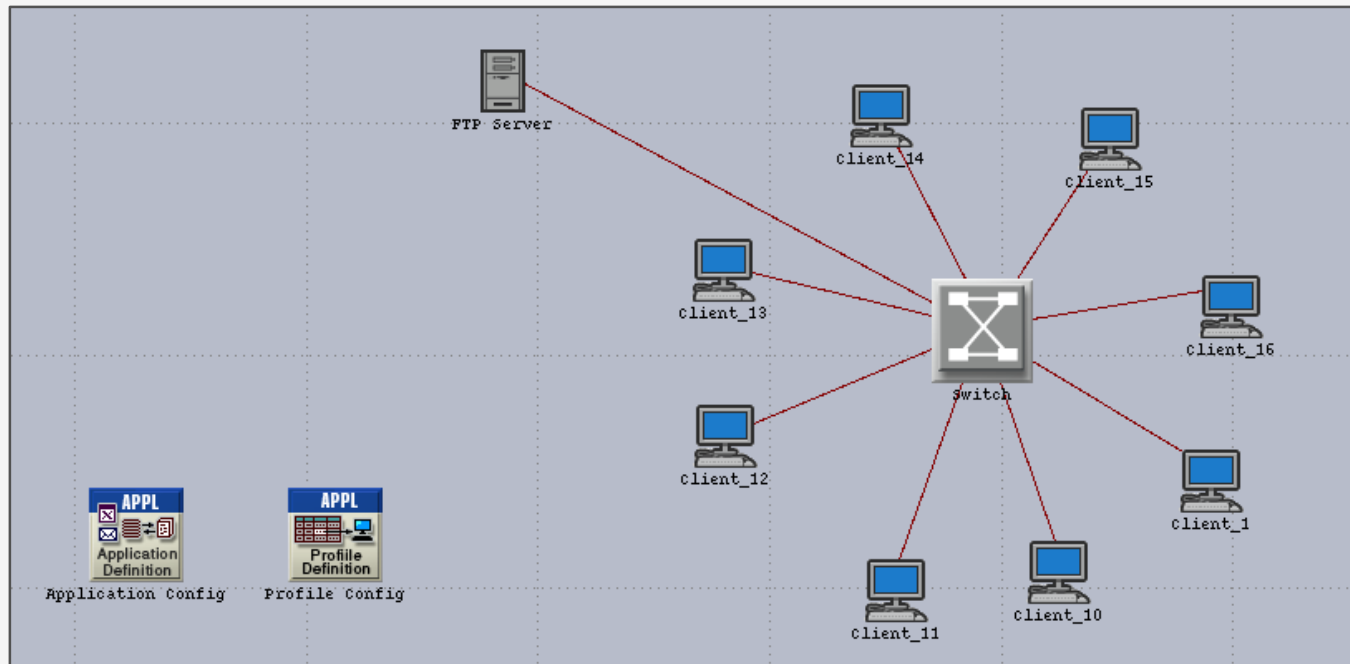 FTP Server
Client_14
Client_15
Client_13
Client_16
Switch
Client_12
Client_1
APPL
Application
Definition
Application Config
APPL
Profile
Definition
Profile Config
Client_11
Client_10